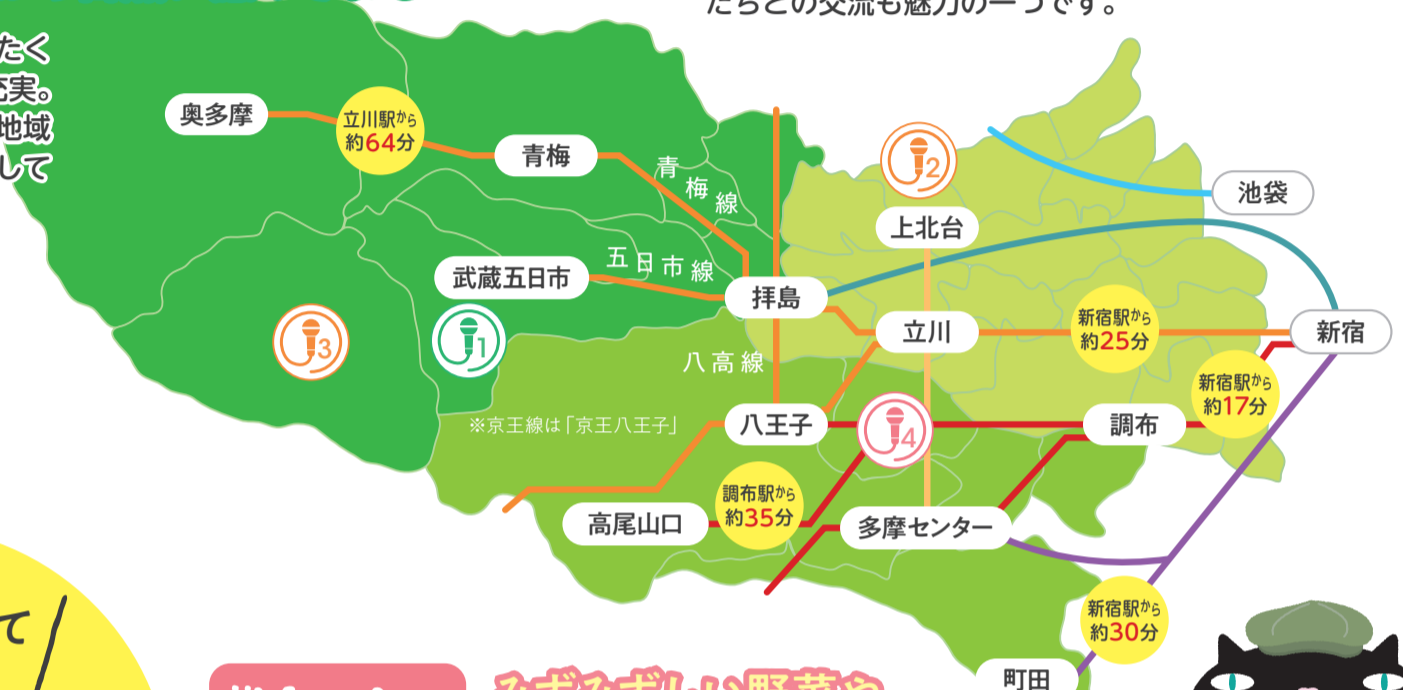 たちとの交流も魅力の一つです。
たく
充実。
地域
して
奥多摩
立川駅から
約64分
青梅
青梅線
2
上北台
池袋
武蔵五日市
五日市線
拝島
3
1
立川
新宿駅から
約25分
新宿
八高線
新宿駅から
約17分
※京王線は「京王八王子」
八王子
4
調布
調布駅から
約35分
高尾山口
多摩センター
新宿駅から
約30分
て
町田
みずみずしい野菜や